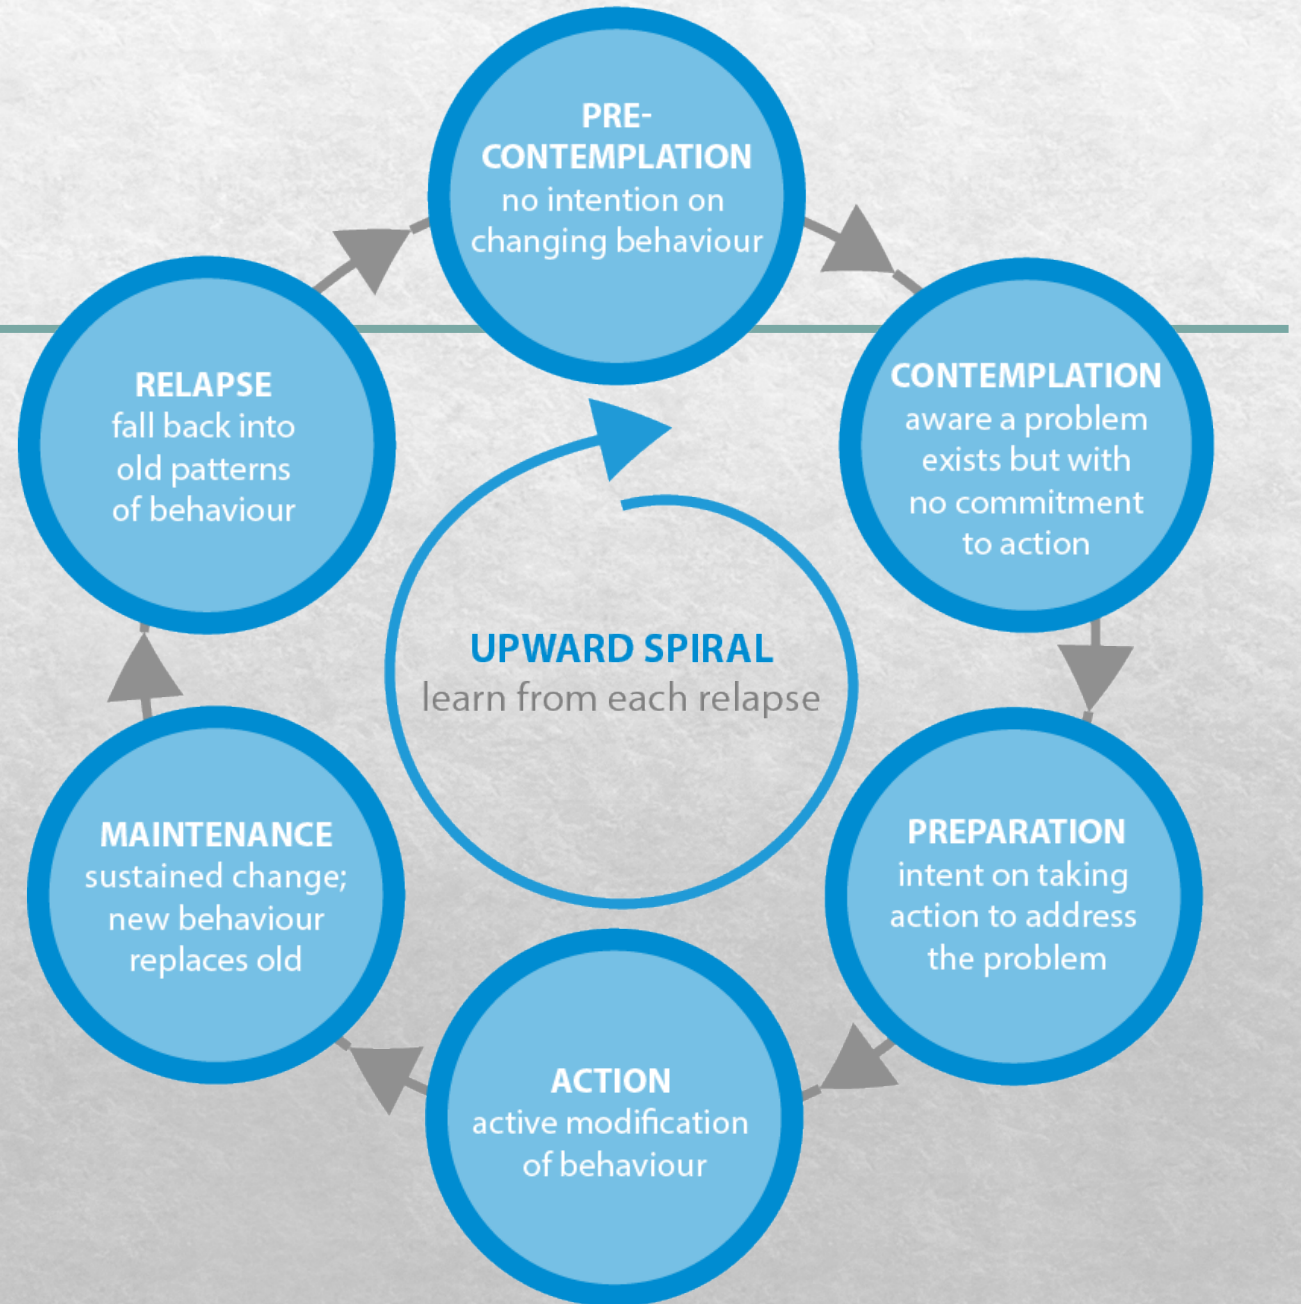 PRE-
CONTEMPLATION
no intention on
changing behaviour
CONTEMPLATION
aware a problem
exists but with
no commitment
to action
PREPARATION
intent on taking
action to address
the problem
ACTION
active modification
of behaviour
MAINTENANCE
sustained change;
new behaviour
replaces old
RELAPSE
fall back into
old patterns
of behaviour
UPWARD SPIRAL
learn from each relapse